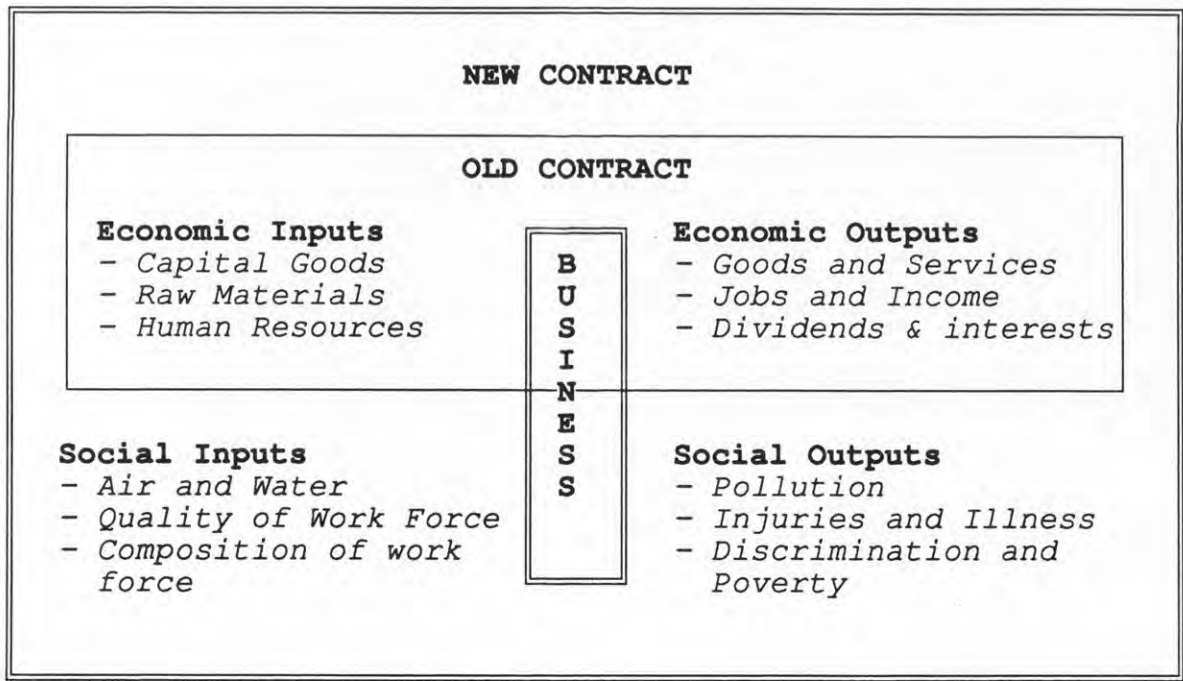 NEW CONTRACT
OLD CONTRACT
Economic Inputs
- Capital Goods
- Raw Materials
- Human Resources
B
U
S
I
N
E
S
S
Economic Outputs
- Goods and Services
- Jobs and Income
- Dividends & interests
Social Inputs
- Air and Water
- Quality of Work Force
- Composition of work
force
Social Outputs
- Pollution
- Injuries and Illness
- Discrimination and
Poverty